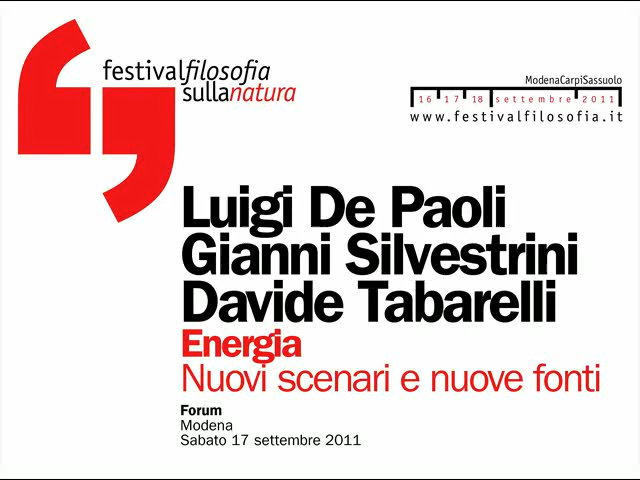 festivalfilosofia
sullanatura
ModenaCarpiSassuolo
16 17 18 settembre 2011
www.festivalfilosofia.it
Luigi De Paoli
Gianni Silvestrini
Davide Tabarelli
Energia
Nuovi scenari e nuove fonti
Forum
Modena
Sabato 17 settembre 2011